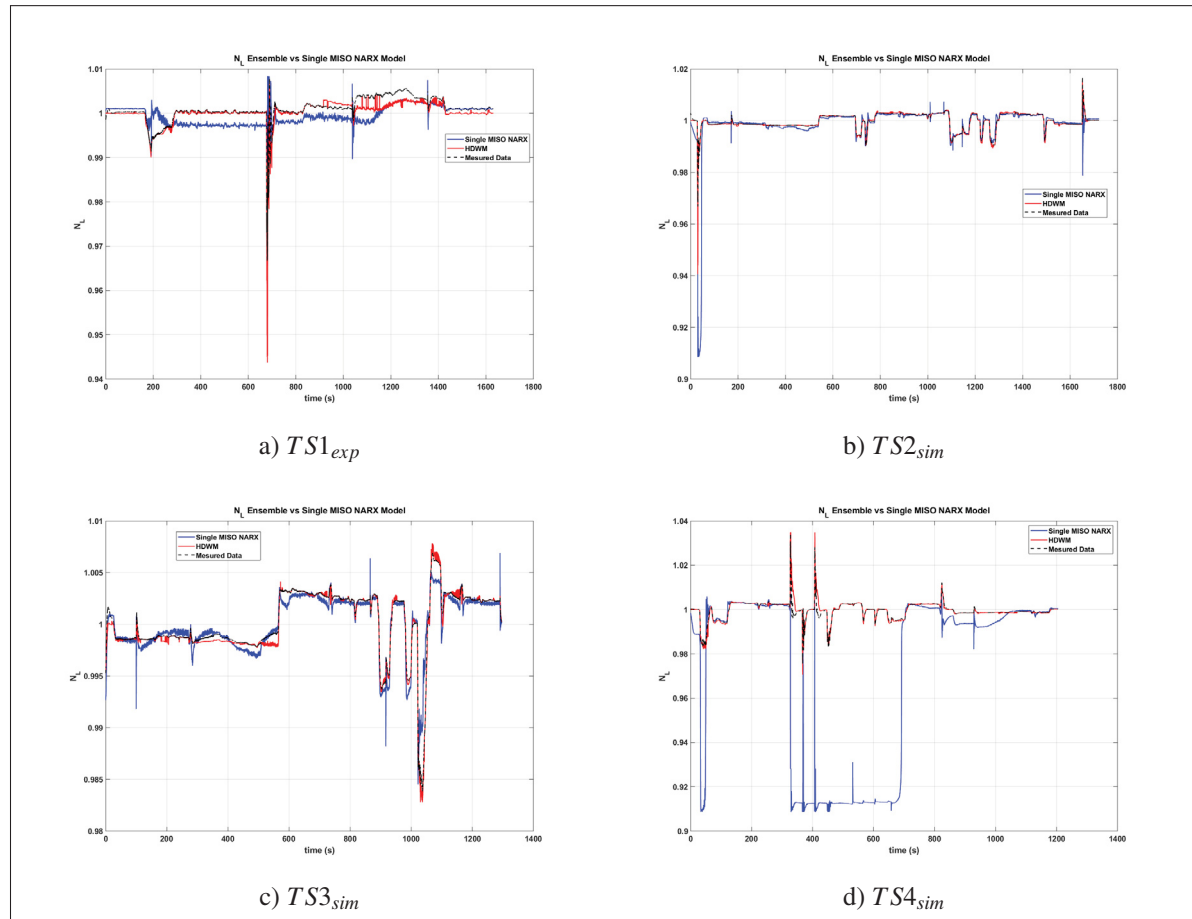 N_L Ensemble vs Single MISO NARX Model
1.01
1
0.99
0.98
0.97
0.96
0.95
0.94
N_L
0 200 400 600 800 1000 1200 1400 1600 1800
time (s)
Single MISO NARX
HDWM
Mesured Data
a) TS1_exp
N_L Ensemble vs Single MISO NARX Model
1.02
1
0.98
0.96
0.94
0.92
0.9
N_L
0 200 400 600 800 1000 1200 1400 1600 1800
time (s)
Single MISO NARX
HDWM
Mesured Data
b) TS2_sim
N_L Ensemble vs Single MISO NARX Model
1.01
1.005
1
0.995
0.99
0.985
0.98
N_L
0 200 400 600 800 1000 1200 1400
time (s)
Single MISO NARX
HDWM
Mesured Data
c) TS3_sim
N_L Ensemble vs Single MISO NARX Model
1.04
1.02
1
0.98
0.96
0.94
0.92
0.9
N_L
0 200 400 600 800 1000 1200 1400
time (s)
Single MISO NARX
HDWM
Mesured Data
d) TS4_sim